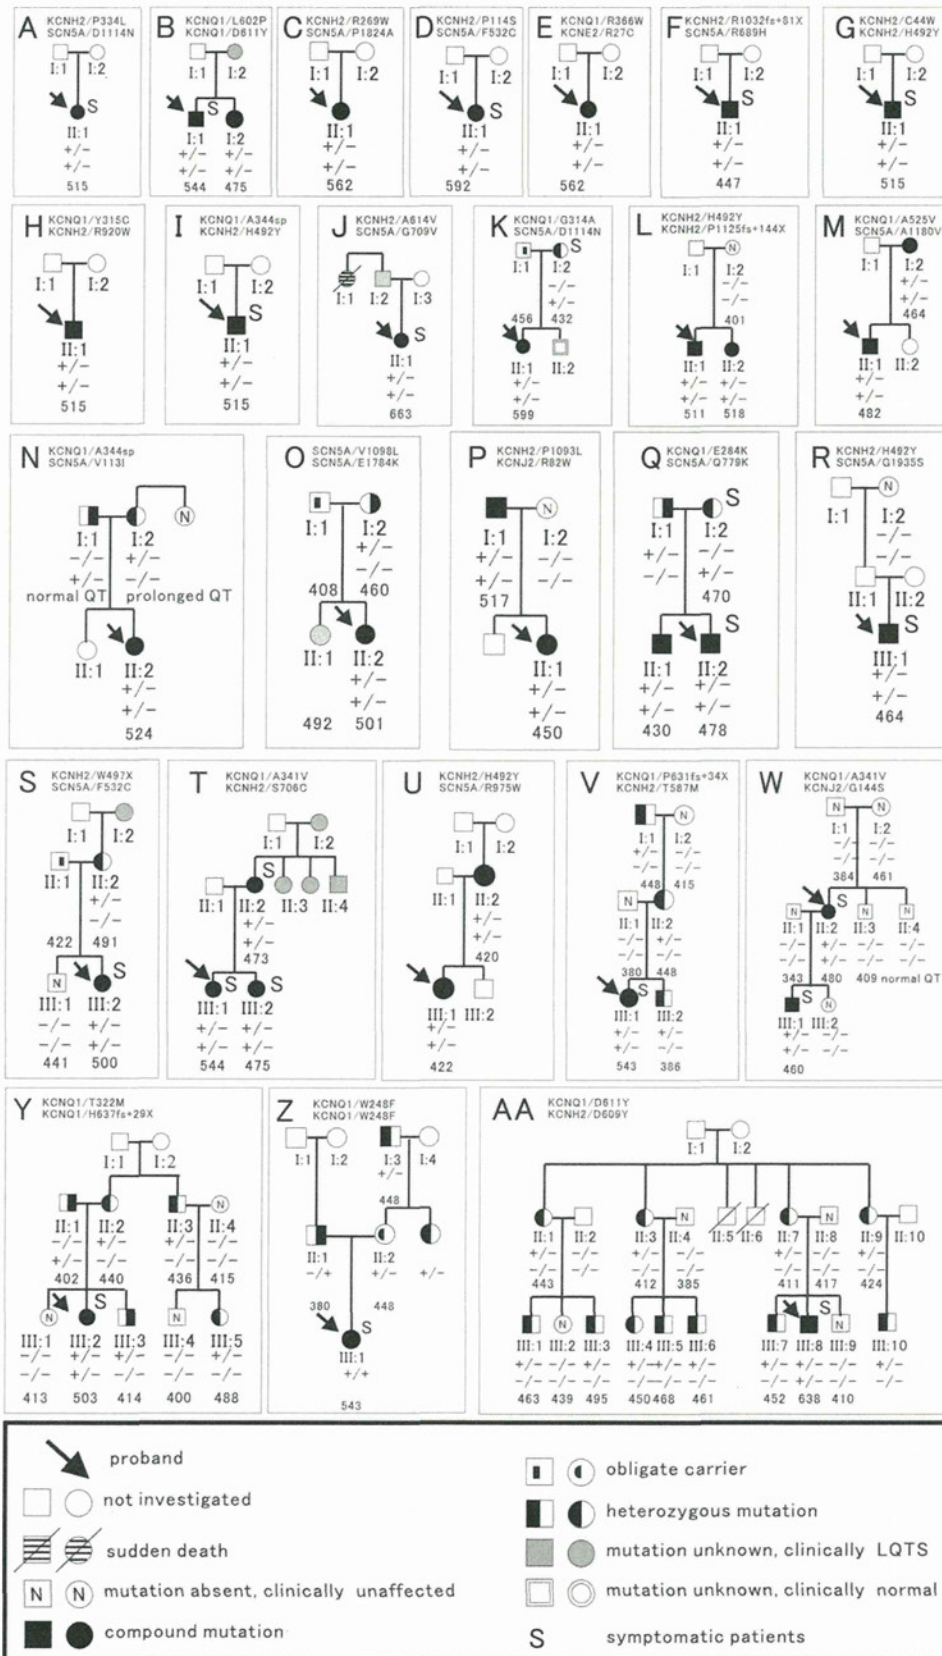 A KCNH2/P334L
SCN5A/D1114N
I:1 I:2
S
II:1
+/-
+/-
515
B KCNQ1/L602P
KCNQ1/D611Y
I:1 I:2
S
I:1 I:2
+/- +/-
+/- +/-
544 475
C KCNH2/R269W
SCN5A/P1824A
I:1 I:2
II:1
+/-
+/-
562
D KCNH2/P114S
SCN5A/F532C
I:1 I:2
S
II:1
+/-
+/-
592
E KCNQ1/R366W
KCNE2/R27C
I:1 I:2
II:1
+/-
+/-
562
F KCNH2/R1032fs+81X
SCN5A/R689H
I:1 I:2
S
II:1
+/-
+/-
447
G KCNH2/C44W
KCNH2/H492Y
I:1 I:2
S
II:1
+/-
+/-
515
H KCNQ1/Y315C
KCNH2/R920W
I:1 I:2
II:1
+/-
+/-
515
I KCNQ1/A344sp
KCNH2/H492Y
I:1 I:2
S
II:1
+/-
+/-
515
J KCNH2/A614V
SCN5A/G709V
I:1 I:2 I:3
S
II:1
+/-
+/-
663
K KCNQ1/G314A
SCN5A/D1114N
S
I:1 I:2
-/-
+/-
456 432
II:1 II:2
+/-
+/-
599
L KCNH2/H492Y
KCNH2/P1125fs+144X
N
I:1 I:2
-/-
-/-
401
II:1 II:2
+/- +/-
+/- +/-
511 518
M KCNQ1/A525V
SCN5A/A1180V
I:1 I:2
+/-
+/-
464
II:1 II:2
+/-
+/-
482
N KCNQ1/A344sp
SCN5A/V113I
N
I:1 I:2
-/- +/-
+/- -/-
normal QT prolonged QT
II:1 II:2
+/-
+/-
524
O SCN5A/V1098L
SCN5A/E1784K
I:1 I:2
+/-
-/-
408 460
II:1 II:2
+/-
+/-
492 501
P KCNH2/P1093L
KCNJ2/R82W
N
I:1 I:2
+/- -/-
+/- -/-
517
II:1
+/-
+/-
450
Q KCNQ1/E284K
SCN5A/Q779K
S
I:1 I:2
+/- -/-
-/- +/-
470
S
II:1 II:2
+/- +/-
+/- +/-
430 478
R KCNH2/H492Y
SCN5A/G1935S
N
I:1 I:2
-/-
-/-
II:1 II:2
S
III:1
+/-
+/-
464
S KCNH2/W497X
SCN5A/F532C
I:1 I:2
II:1 II:2
+/-
-/-
422 491
N S
III:1 III:2
-/- +/-
-/- +/-
441 500
T KCNQ1/A341V
KCNH2/S706C
I:1 I:2
S
II:1 II:2 II:3 II:4
+/-
+/-
473
S S
III:1 III:2
+/- +/-
+/- +/-
544 475
U KCNH2/H492Y
SCN5A/R975W
I:1 I:2
II:1 II:2
+/-
+/-
420
III:1 III:2
+/-
+/-
422
V KCNQ1/P631fs+34X
KCNH2/T587M
N
I:1 I:2
+/- -/-
-/- -/-
448 415
N
II:1 II:2
-/- +/-
-/- -/-
380 448
S
III:1 III:2
+/- +/-
+/- -/-
543 386
W KCNQ1/A341V
KCNJ2/G144S
N N
I:1 I:2
-/- -/-
-/- -/-
384 461
N S N N
II:1 II:2 II:3 II:4
-/- +/- -/- -/-
-/- +/- -/- -/-
343 480 409 normal QT
S N
III:1 III:2
+/- -/-
+/- -/-
460
Y KCNQ1/T322M
KCNQ1/H637fs+29X
I:1 I:2
N
II:1 II:2 II:3 II:4
-/- +/- +/- -/-
+/- -/- -/- -/-
402 440 436 415
N S N
III:1 III:2 III:3 III:4 III:5
-/- +/- -/- -/- +/-
-/- +/- +/- -/- -/-
413 503 414 400 488
Z KCNQ1/W248F
KCNQ1/W248F
I:1 I:2 I:3 I:4
+/-
448
II:1 II:2
-/+ +/- +/-
380 448
S
III:1
+/+
543
AA KCNQ1/D611Y
KCNH2/D609Y
I:1 I:2
N N
II:1 II:2 II:3 II:4 II:5 II:6 II:7 II:8 II:9 II:10
+/- -/- +/- -/- +/- -/- +/-
-/- -/- -/- -/- -/- -/- -/-
443 412 385 411 417 424
N S N
III:1 III:2 III:3 III:4 III:5 III:6 III:7 III:8 III:9 III:10
+/- -/- +/- +/- +/- +/- +/- +/- -/- +/-
-/- -/- -/- -/- -/- -/- -/- +/- -/- -/-
463 439 495 450 468 461 452 638 410
proband
not investigated
sudden death
N N mutation absent, clinically unaffected
compound mutation
obligate carrier
heterozygous mutation
mutation unknown, clinically LQTS
mutation unknown, clinically normal
S symptomatic patients